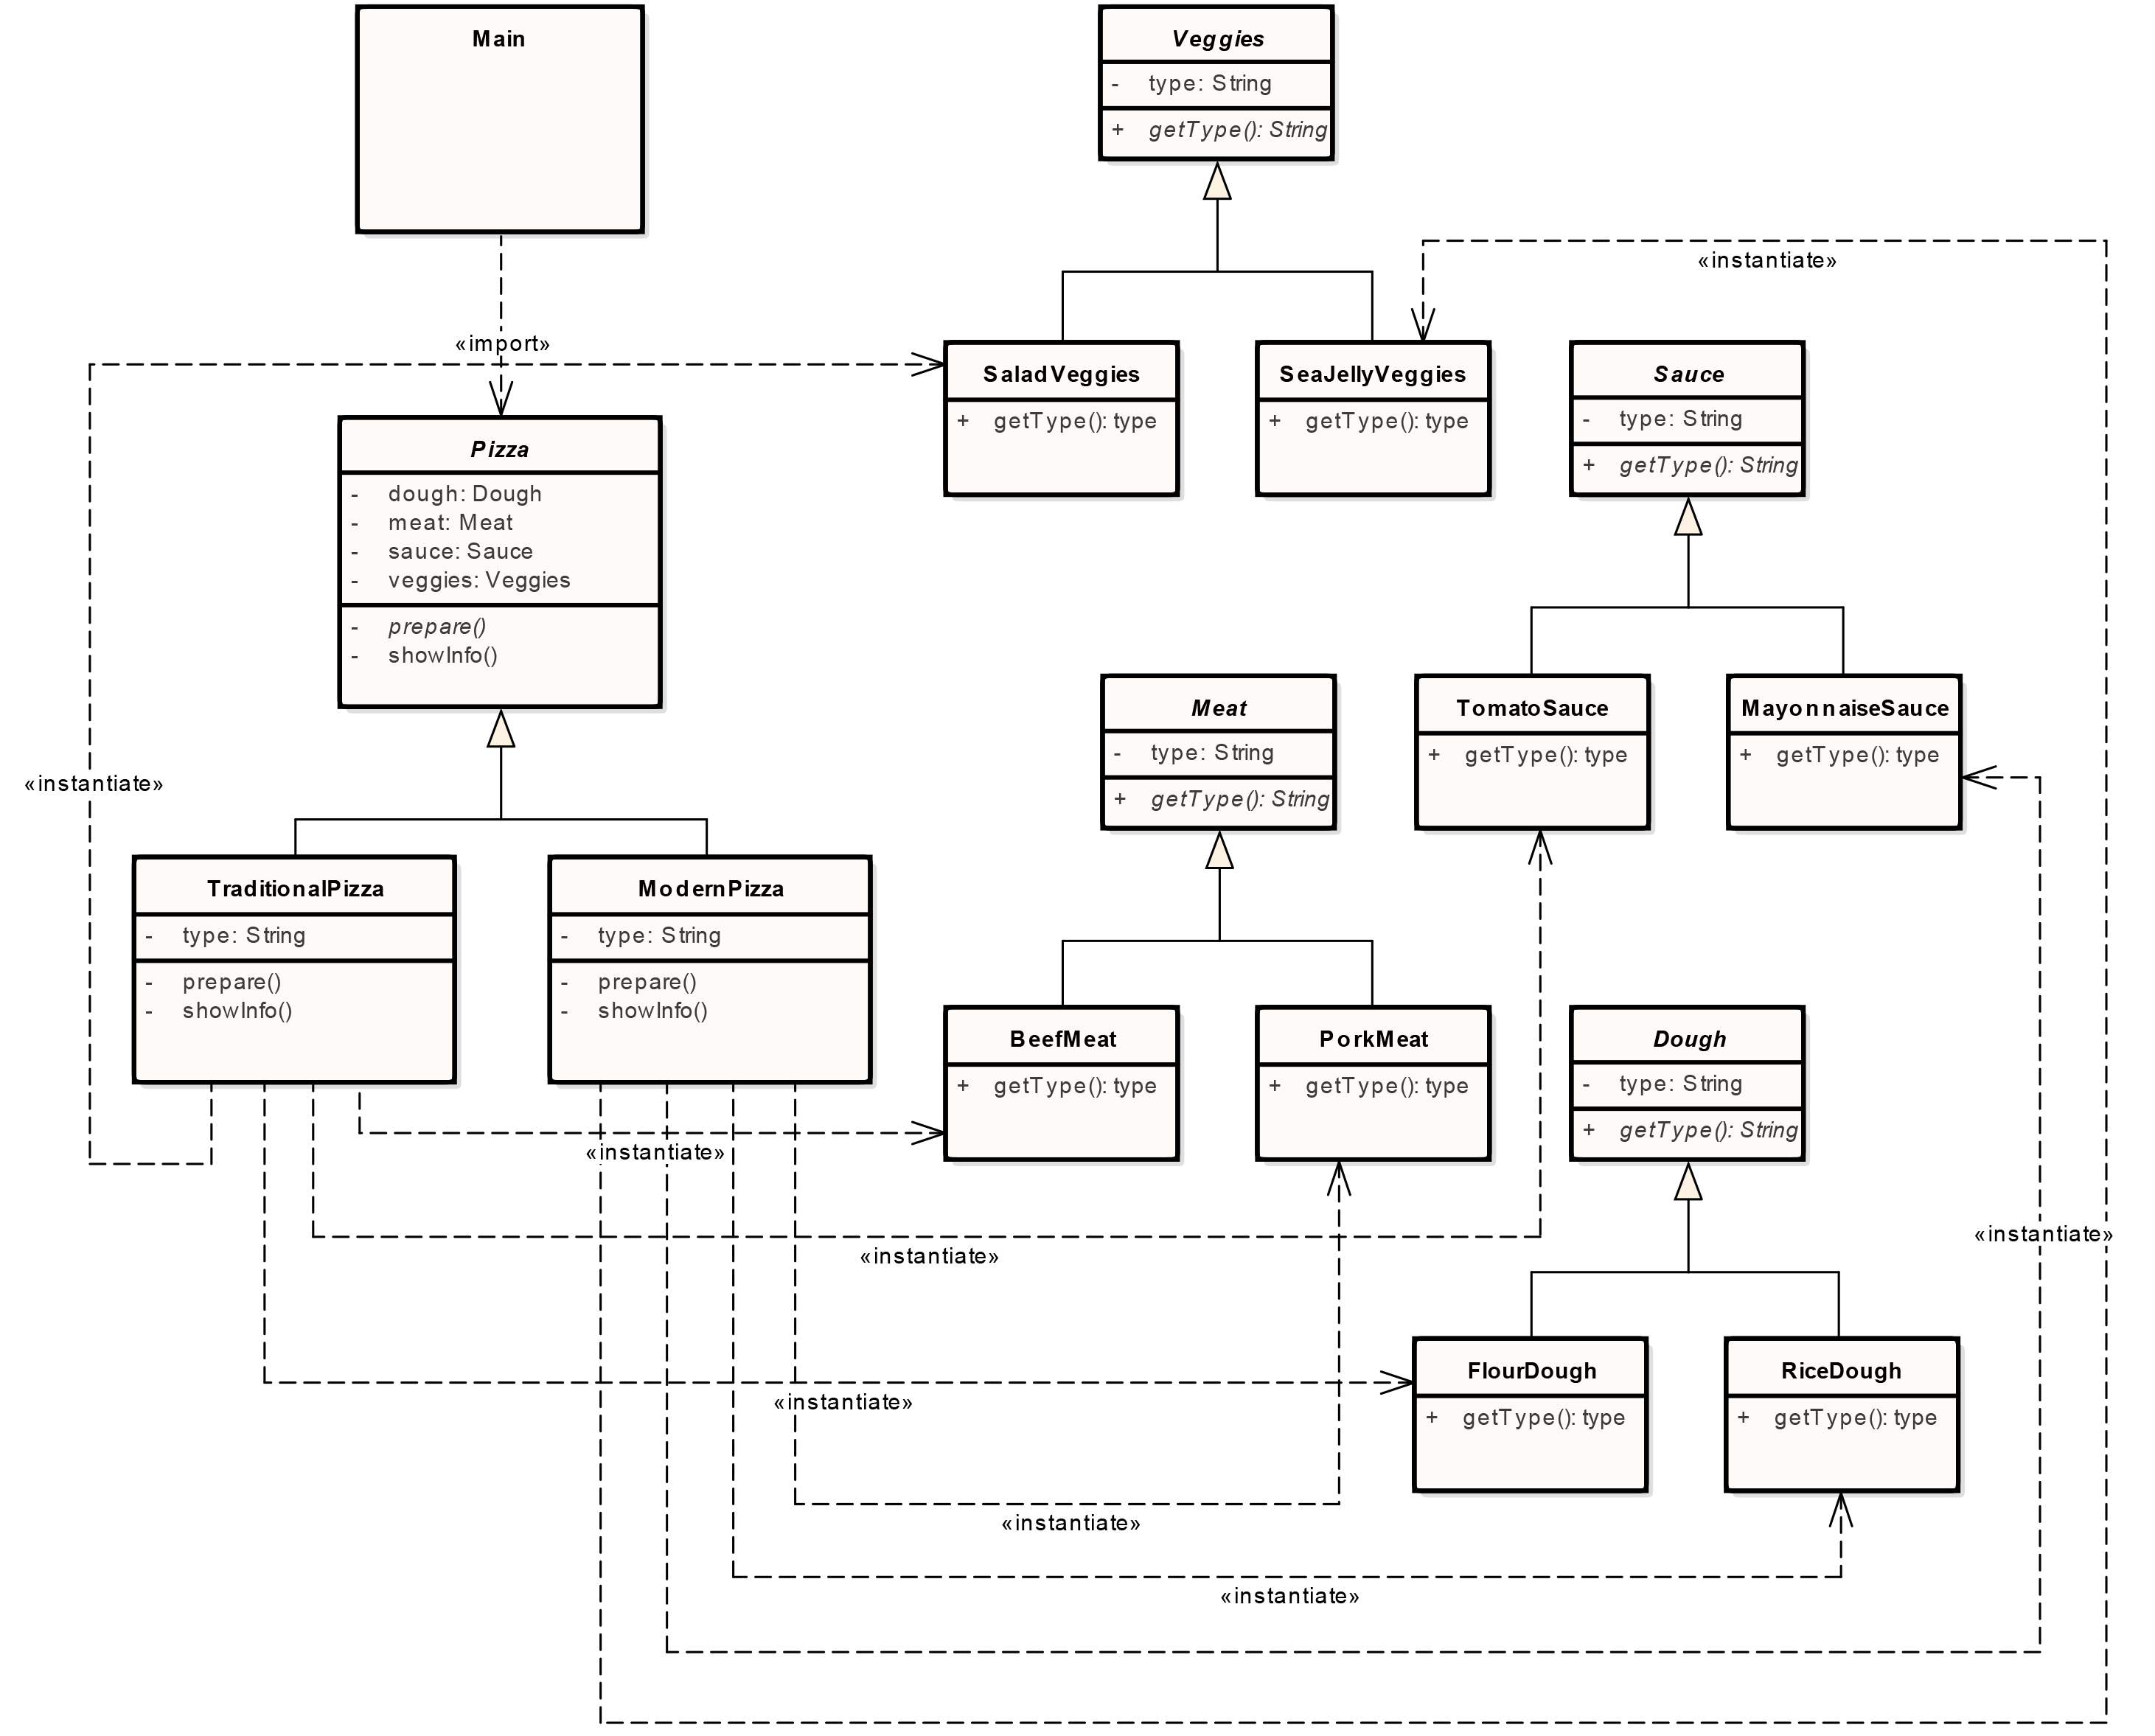 Main
Veggies
- type: String
+ getType(): String
«instantiate»
«import»
SaladVeggies
+ getType(): type
SeaJellyVeggies
+ getType(): type
Sauce
- type: String
+ getType(): String
Pizza
- dough: Dough
- meat: Meat
- sauce: Sauce
- veggies: Veggies
- prepare()
- showInfo()
Meat
- type: String
+ getType(): String
TomatoSauce
+ getType(): type
MayonnaiseSauce
+ getType(): type
«instantiate»
TraditionalPizza
- type: String
- prepare()
- showInfo()
ModernPizza
- type: String
- prepare()
- showInfo()
BeefMeat
+ getType(): type
PorkMeat
+ getType(): type
Dough
- type: String
+ getType(): String
«instantiate»
«instantiate»
«instantiate»
FlourDough
+ getType(): type
RiceDough
+ getType(): type
«instantiate»
«instantiate»
«instantiate»